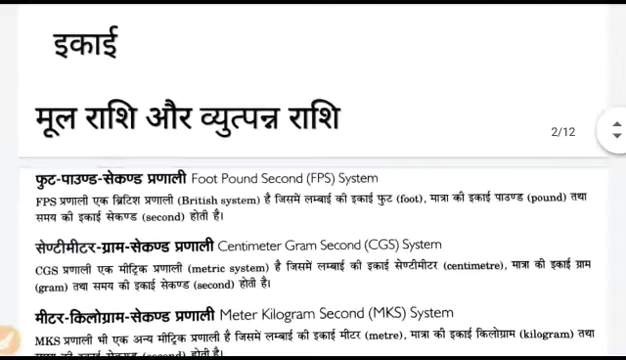 इकाई
मूल राशि और व्युत्पन्न राशि
2/12
फुट-पाउण्ड-सेकण्ड प्रणाली Foot Pound Second (FPS) System
FPS प्रणाली एक ब्रिटिश प्रणाली (British system) है जिसमें लम्बाई की इकाई फुट (foot), मात्रा की इकाई पाउण्ड (pound) तथा
समय की इकाई सेकण्ड (second) होती है।
सेण्टीमीटर-ग्राम-सेकण्ड प्रणाली Centimeter Gram Second (CGS) System
CGS प्रणाली एक मीट्रिक प्रणाली (metric system) है जिसमें लम्बाई की इकाई सेण्टीमीटर (centimetre), मात्रा की इकाई ग्राम
(gram) तथा समय की इकाई सेकण्ड (second) होती है।
मीटर-किलोग्राम-सेकण्ड प्रणाली Meter Kilogram Second (MKS) System
MKS प्रणाली भी एक अन्य मीट्रिक प्रणाली है जिसमें लम्बाई की इकाई मीटर (metre), मात्रा की इकाई किलोग्राम (kilogram) तथा
समय की इकाई सेकण्ड (second) होती है।